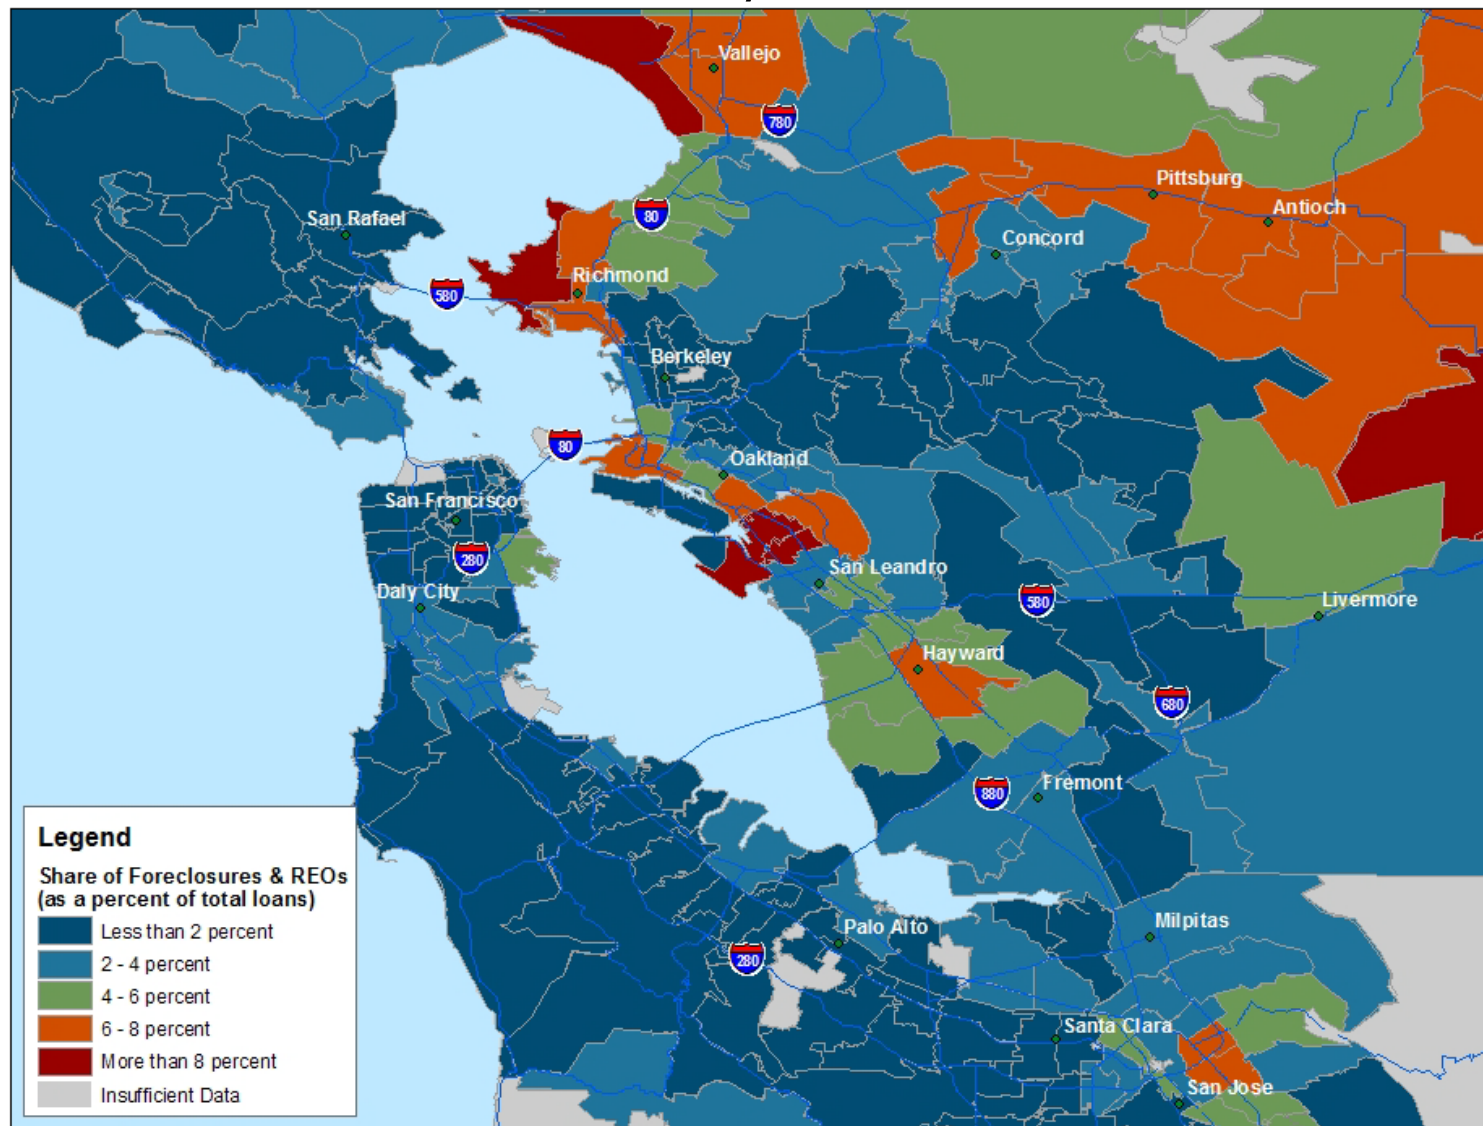 Vallejo
780
Pittsburg
Antioch
80
San Rafael
Concord
Richmond
580
Berkeley
80
Oakland
San Francisco
280
San Leandro
Daly City
580
Livermore
Hayward
680
Fremont
880
Legend
Share of Foreclosures & REOs
(as a percent of total loans)
Less than 2 percent
2 - 4 percent
4 - 6 percent
6 - 8 percent
More than 8 percent
Insufficient Data
Palo Alto
Milpitas
280
Santa Clara
San Jose